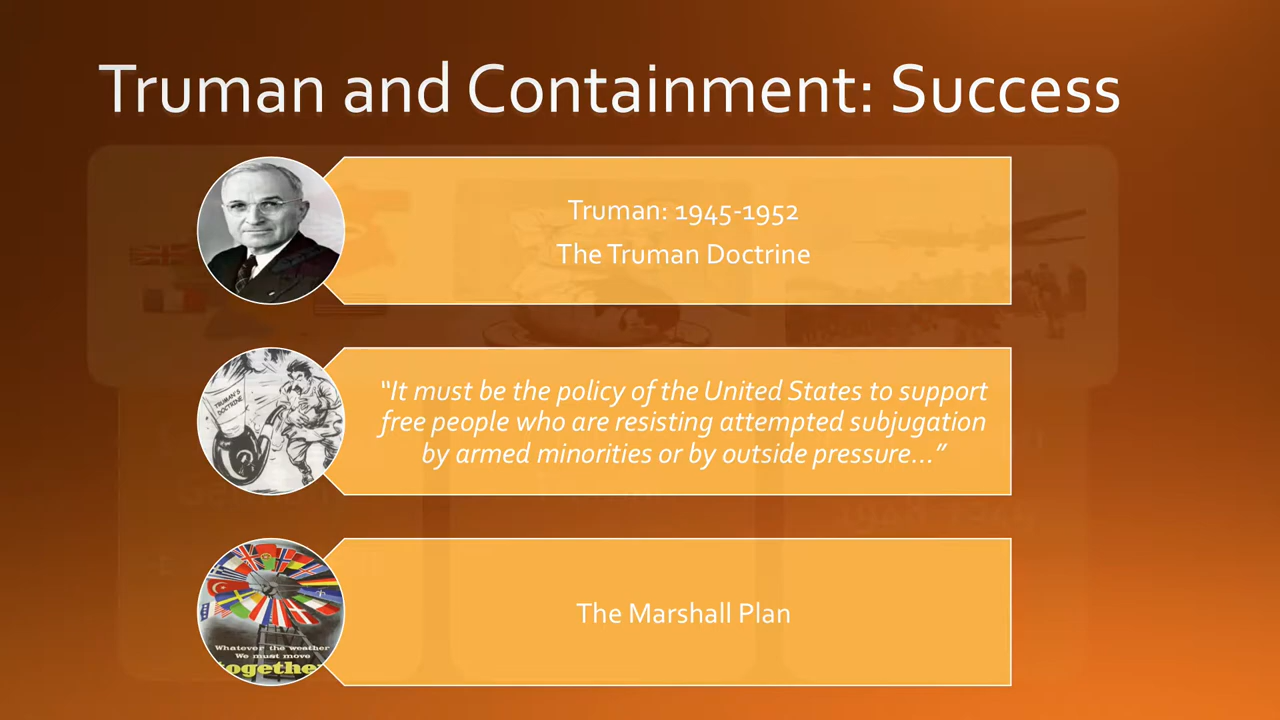 Truman and Containment: Success
Truman: 1945-1952
The Truman Doctrine
TRUMAN'S
DOCTRINE
“It must be the policy of the United States to support
free people who are resisting attempted subjugation
by armed minorities or by outside pressure…”
Whatever the weather
We must move
together
The Marshall Plan